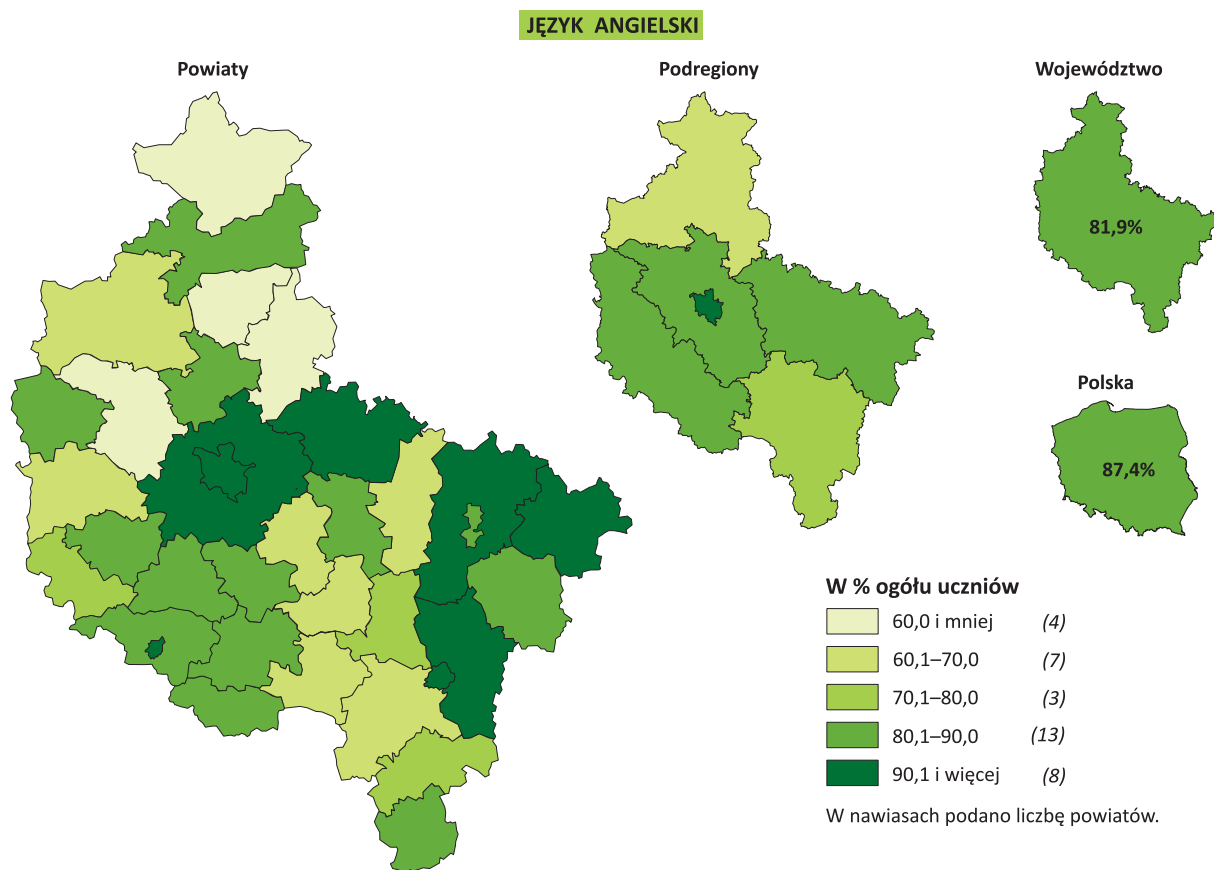 JĘZYK ANGIELSKI
Powiaty
Podregiony
Województwo
81,9%
Polska
87,4%
W % ogółu uczniów
60,0 i mniej (4)
60,1–70,0 (7)
70,1–80,0 (3)
80,1–90,0 (13)
90,1 i więcej (8)
W nawiasach podano liczbę powiatów.